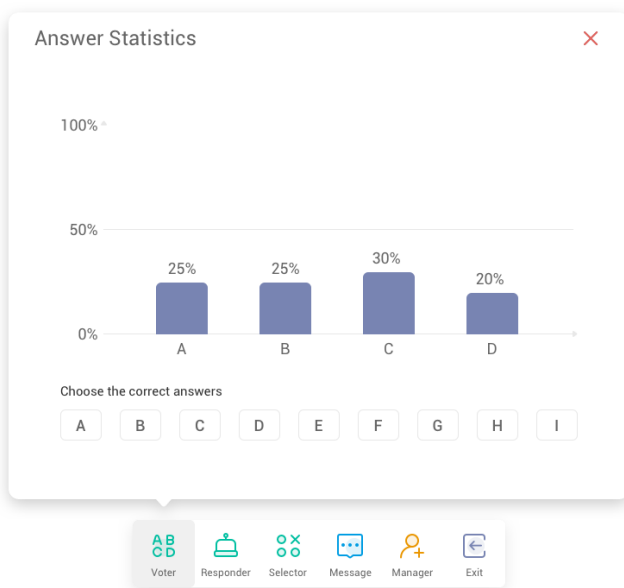 Answer Statistics
100%
50%
30%
25% 25%
20%
0%
A B C D
Choose the correct answers
A B C D E F G H I
A B
C D
Voter Responder Selector Message Manager Exit